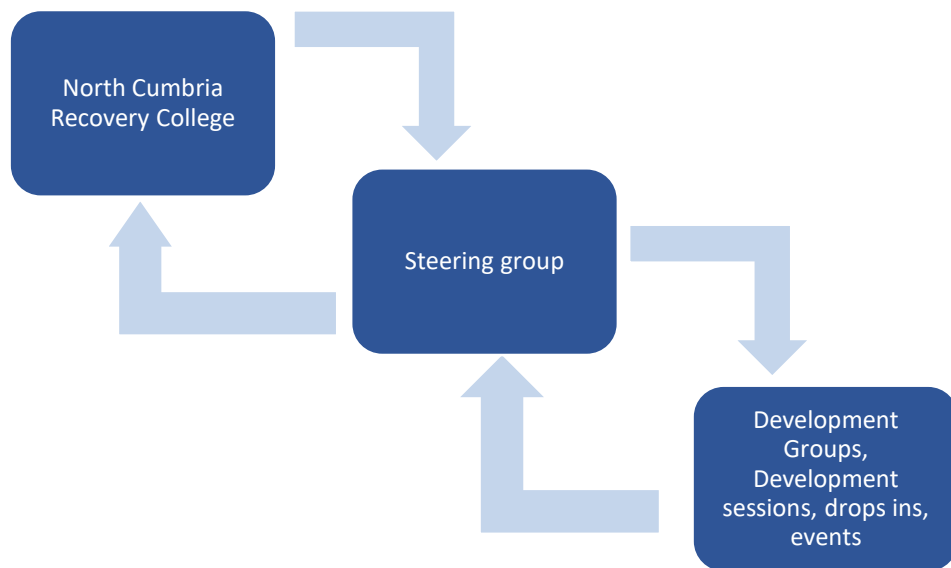 North Cumbria
Recovery College
Steering group
Development
Groups,
Development
sessions, drops ins,
events